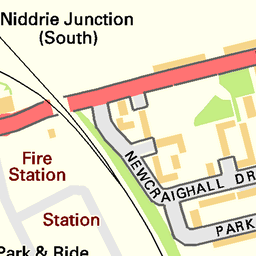 Niddrie Junction
(South)
Fire
Station
NEWCRAIGHALL DR
Station
PARK
Park & Ride